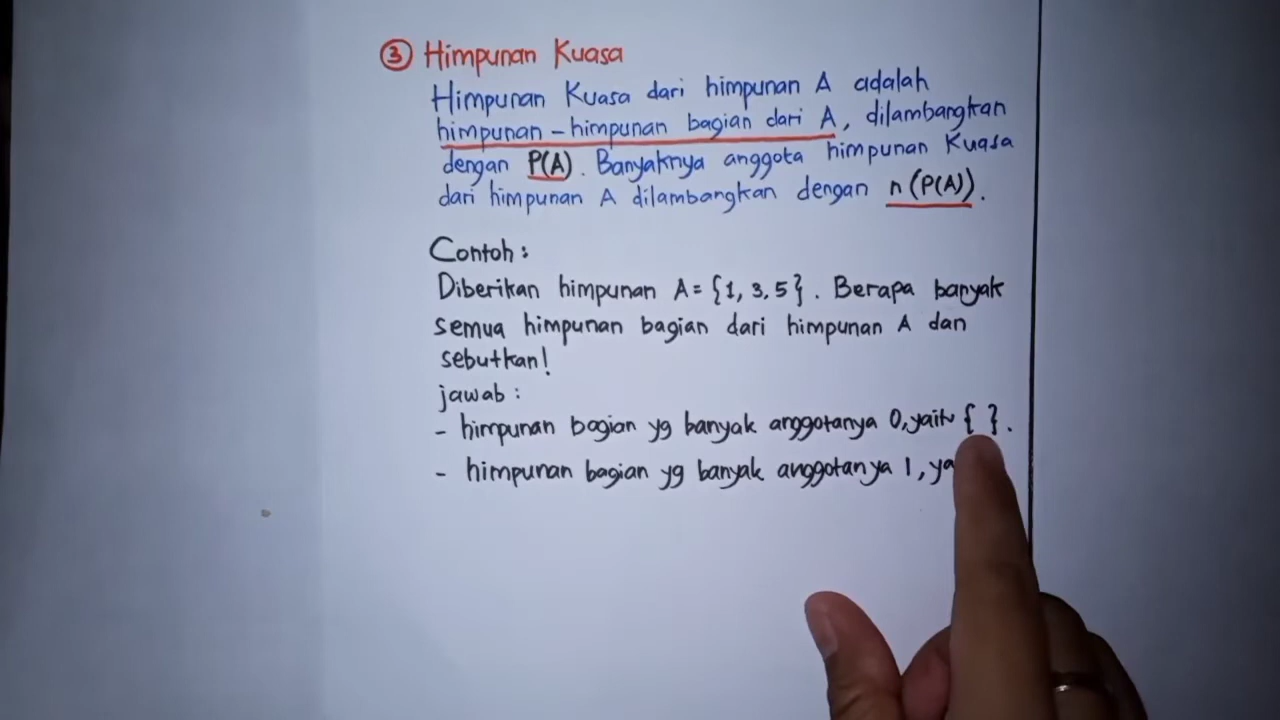 ③ Himpunan Kuasa
Himpunan Kuasa dari himpunan A adalah
himpunan-himpunan bagian dari A, dilambangkan
dengan P(A). Banyaknya anggota himpunan Kuasa
dari himpunan A dilambangkan dengan n(P(A)).
Contoh:
Diberikan himpunan A = {1, 3, 5}. Berapa banyak
semua himpunan bagian dari himpunan A dan
sebutkan!
jawab:
- himpunan bagian yg banyak anggotanya 0, yaitu { }.
- himpunan bagian yg banyak anggotanya 1,